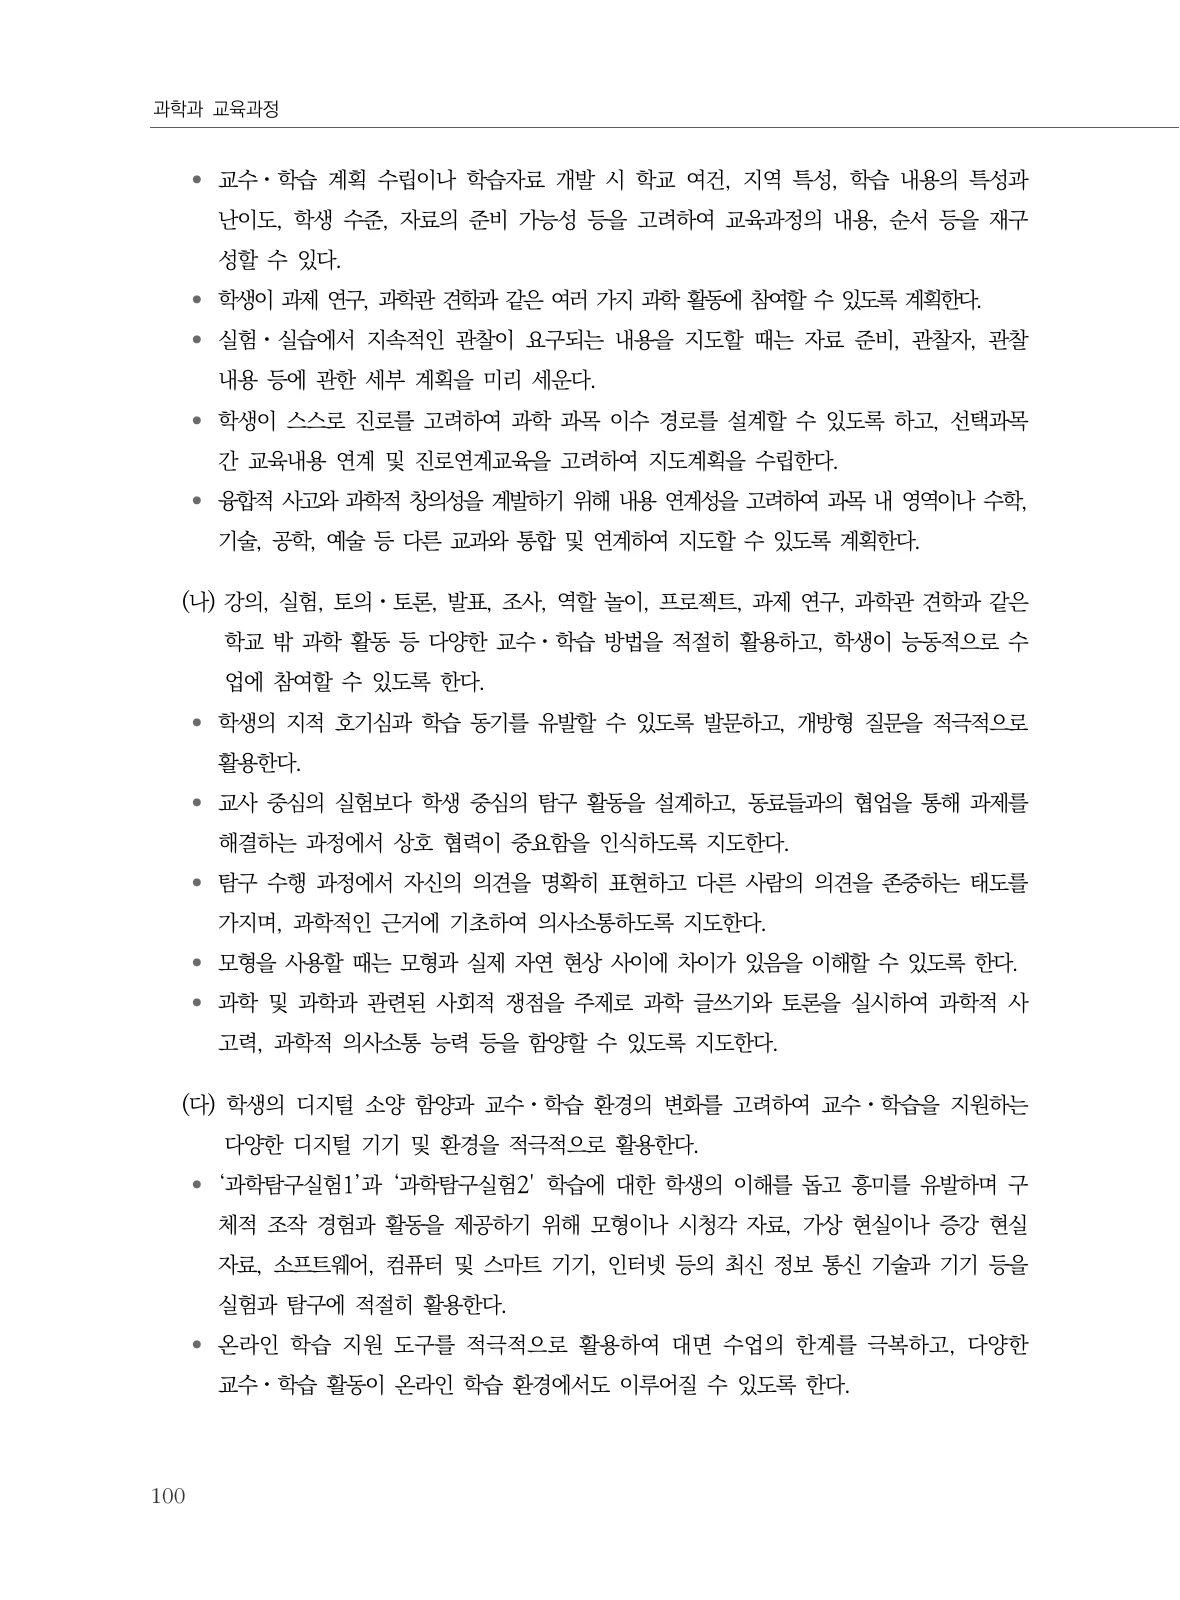 과학과 교육과정
• 교수・학습 계획 수립이나 학습자료 개발 시 학교 여건, 지역 특성, 학습 내용의 특성과
난이도, 학생 수준, 자료의 준비 가능성 등을 고려하여 교육과정의 내용, 순서 등을 재구
성할 수 있다.
• 학생이 과제 연구, 과학관 견학과 같은 여러 가지 과학 활동에 참여할 수 있도록 계획한다.
• 실험・실습에서 지속적인 관찰이 요구되는 내용을 지도할 때는 자료 준비, 관찰자, 관찰
내용 등에 관한 세부 계획을 미리 세운다.
• 학생이 스스로 진로를 고려하여 과학 과목 이수 경로를 설계할 수 있도록 하고, 선택과목
간 교육내용 연계 및 진로연계교육을 고려하여 지도계획을 수립한다.
• 융합적 사고와 과학적 창의성을 계발하기 위해 내용 연계성을 고려하여 과목 내 영역이나 수학,
기술, 공학, 예술 등 다른 교과와 통합 및 연계하여 지도할 수 있도록 계획한다.
(나) 강의, 실험, 토의・토론, 발표, 조사, 역할 놀이, 프로젝트, 과제 연구, 과학관 견학과 같은
학교 밖 과학 활동 등 다양한 교수・학습 방법을 적절히 활용하고, 학생이 능동적으로 수
업에 참여할 수 있도록 한다.
• 학생의 지적 호기심과 학습 동기를 유발할 수 있도록 발문하고, 개방형 질문을 적극적으로
활용한다.
• 교사 중심의 실험보다 학생 중심의 탐구 활동을 설계하고, 동료들과의 협업을 통해 과제를
해결하는 과정에서 상호 협력이 중요함을 인식하도록 지도한다.
• 탐구 수행 과정에서 자신의 의견을 명확히 표현하고 다른 사람의 의견을 존중하는 태도를
가지며, 과학적인 근거에 기초하여 의사소통하도록 지도한다.
• 모형을 사용할 때는 모형과 실제 자연 현상 사이에 차이가 있음을 이해할 수 있도록 한다.
• 과학 및 과학과 관련된 사회적 쟁점을 주제로 과학 글쓰기와 토론을 실시하여 과학적 사
고력, 과학적 의사소통 능력 등을 함양할 수 있도록 지도한다.
(다) 학생의 디지털 소양 함양과 교수・학습 환경의 변화를 고려하여 교수・학습을 지원하는
다양한 디지털 기기 및 환경을 적극적으로 활용한다.
• ‘과학탐구실험1’과 ‘과학탐구실험2' 학습에 대한 학생의 이해를 돕고 흥미를 유발하며 구
체적 조작 경험과 활동을 제공하기 위해 모형이나 시청각 자료, 가상 현실이나 증강 현실
자료, 소프트웨어, 컴퓨터 및 스마트 기기, 인터넷 등의 최신 정보 통신 기술과 기기 등을
실험과 탐구에 적절히 활용한다.
• 온라인 학습 지원 도구를 적극적으로 활용하여 대면 수업의 한계를 극복하고, 다양한
교수・학습 활동이 온라인 학습 환경에서도 이루어질 수 있도록 한다.
100